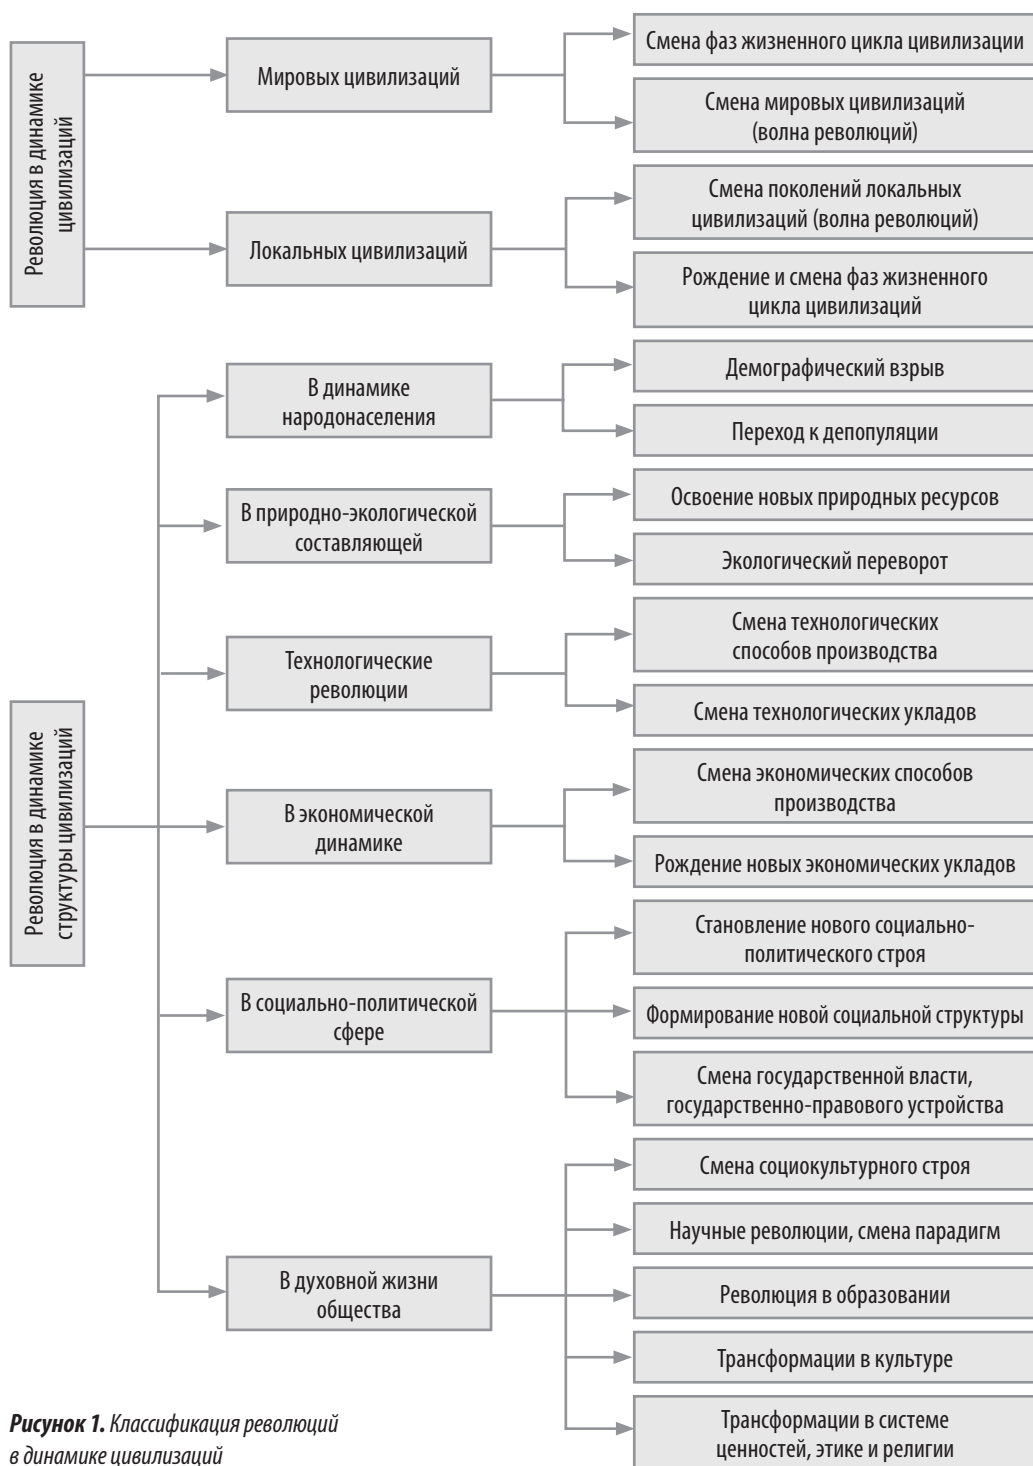 Революция в динамике
цивилизаций
Мировых цивилизаций
Смена фаз жизненного цикла цивилизации
Смена мировых цивилизаций
(волна революций)
Локальных цивилизаций
Смена поколений локальных
цивилизаций (волна революций)
Рождение и смена фаз жизненного
цикла цивилизаций
Революция в динамике
структуры цивилизаций
В динамике
народонаселения
Демографический взрыв
Переход к депопуляции
В природно-экологической
составляющей
Освоение новых природных ресурсов
Экологический переворот
Технологические
революции
Смена технологических
способов производства
Смена технологических укладов
В экономической
динамике
Смена экономических способов
производства
Рождение новых экономических укладов
В социально-политической
сфере
Становление нового социально-
политического строя
Формирование новой социальной структуры
Смена государственной власти,
государственно-правового устройства
В духовной жизни
общества
Смена социокультурного строя
Научные революции, смена парадигм
Революция в образовании
Трансформации в культуре
Трансформации в системе
ценностей, этике и религии
Рисунок 1. Классификация революций
в динамике цивилизаций